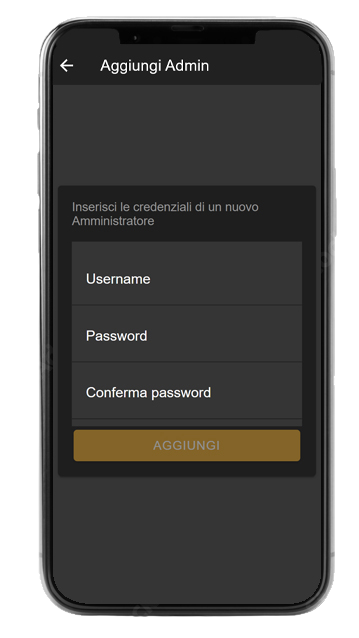 Aggiungi Admin
Inserisci le credenziali di un nuovo
Amministratore
Username
Password
Conferma password
AGGIUNGI